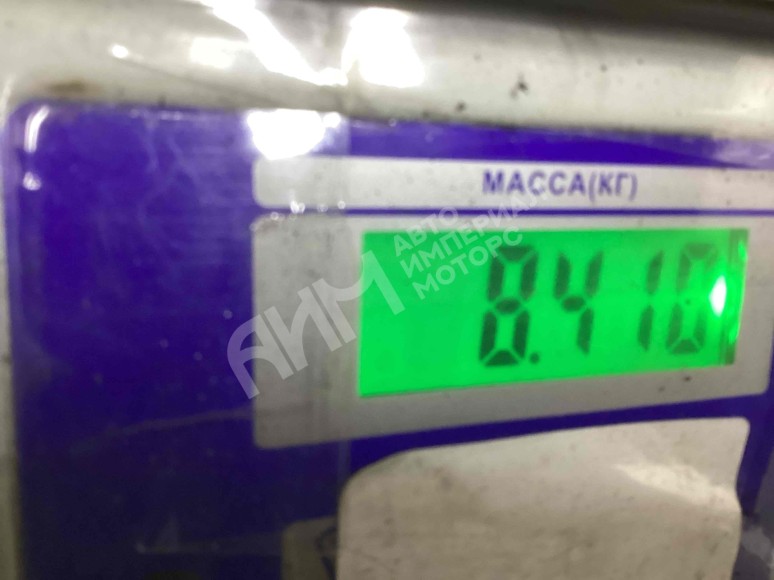 МАССА(КГ)
8.410
АИМ
АВТО
ИМПЕРИАЛ
МОТОРС